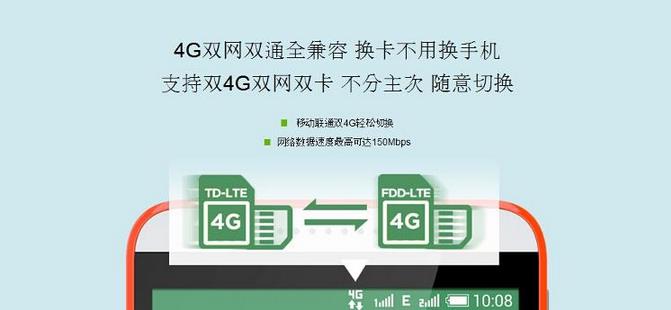 4G双网双通全兼容 换卡不用换手机
支持双4G双网双卡 不分主次 随意切换
移动联通双4G轻松切换
网络数据速度最高可达150Mbps
TD-LTE
FDD-LTE
4G
4G
4G 1 E 2 10:08